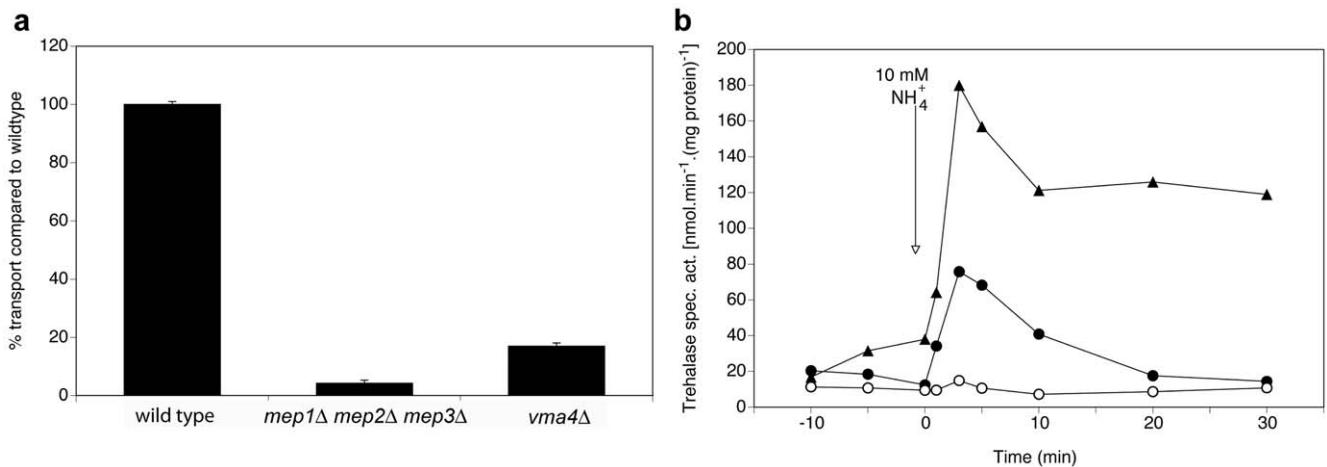 a
120
100
80
60
40
20
0
% transport compared to wildtype
wild type
mep1Δ mep2Δ mep3Δ
vma4Δ
b
200
180
160
140
120
100
80
60
40
20
0
Trehalase spec. act. [nmol.min⁻¹.(mg protein)⁻¹]
10 mM
NH₄⁺
-10
0
10
20
30
Time (min)